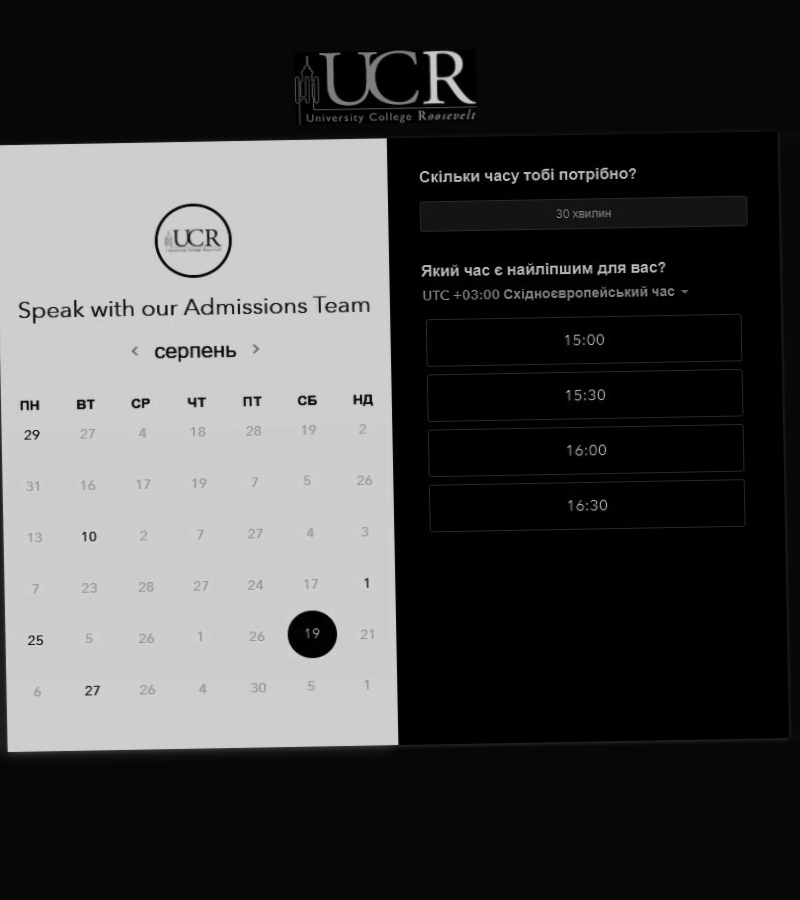 UCR
University College Roosevelt
UCR
Speak with our Admissions Team
серпень
ПН ВТ СР ЧТ ПТ СБ НД
29 27 4 18 28 19 2
31 16 17 19 7 5 26
13 10 2 7 27 4 3
7 23 28 27 24 17 1
25 5 26 1 26 19 21
6 27 26 4 30 5 1
Скільки часу тобі потрібно?
30 хвилин
Який час є найліпшим для вас?
UTC +03:00 Східноєвропейський час
15:00
15:30
16:00
16:30